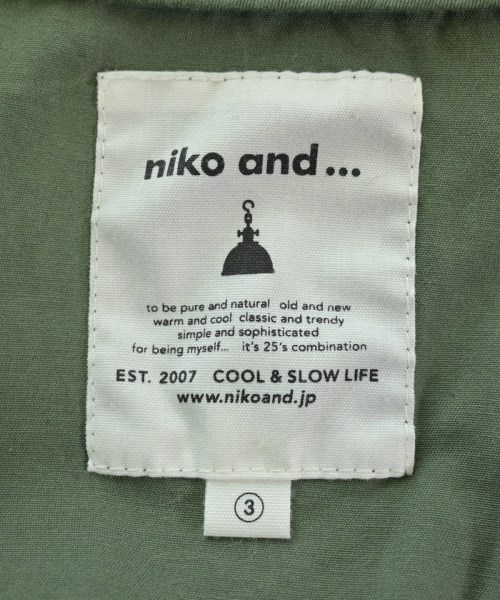 niko and...
to be pure and natural old and new
warm and cool classic and trendy
simple and sophisticated
for being myself... it's 25's combination
EST. 2007 COOL & SLOW LIFE
www.nikoand.jp
③